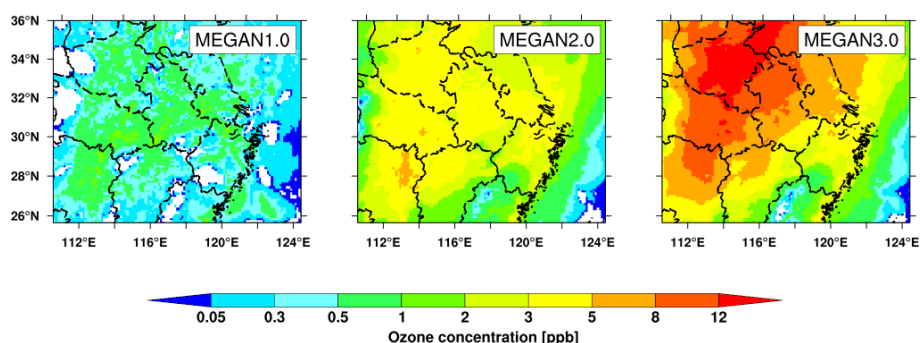 MEGAN1.0 MEGAN2.0 MEGAN3.0
36°N
34°N
32°N
30°N
28°N
26°N
112°E 116°E 120°E 124°E 112°E 116°E 120°E 124°E 112°E 116°E 120°E 124°E
0.05 0.3 0.5 1 2 3 5 8 12
Ozone concentration [ppb]